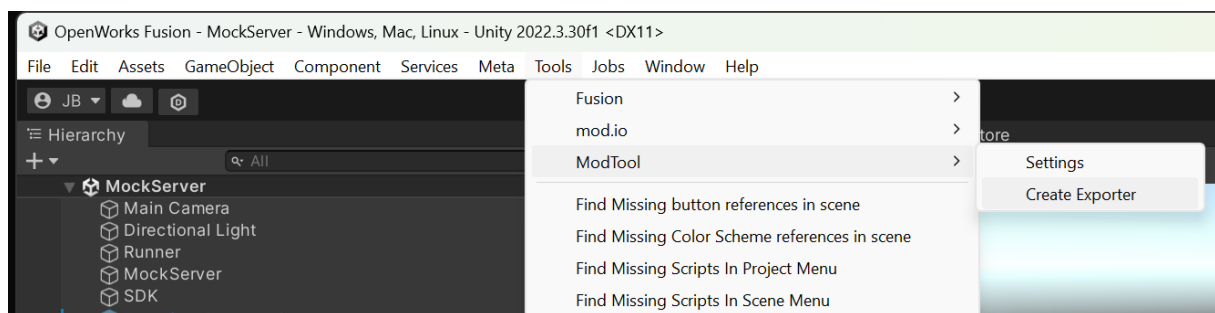 OpenWorks Fusion - MockServer - Windows, Mac, Linux - Unity 2022.3.30f1 <DX11>
File Edit Assets GameObject Component Services Meta Tools Jobs Window Help
JB
Fusion
Hierarchy
mod.io
tore
All
ModTool
Settings
MockServer
Create Exporter
Main Camera
Find Missing button references in scene
Directional Light
Find Missing Color Scheme references in scene
Runner
MockServer
Find Missing Scripts In Project Menu
SDK
Find Missing Scripts In Scene Menu